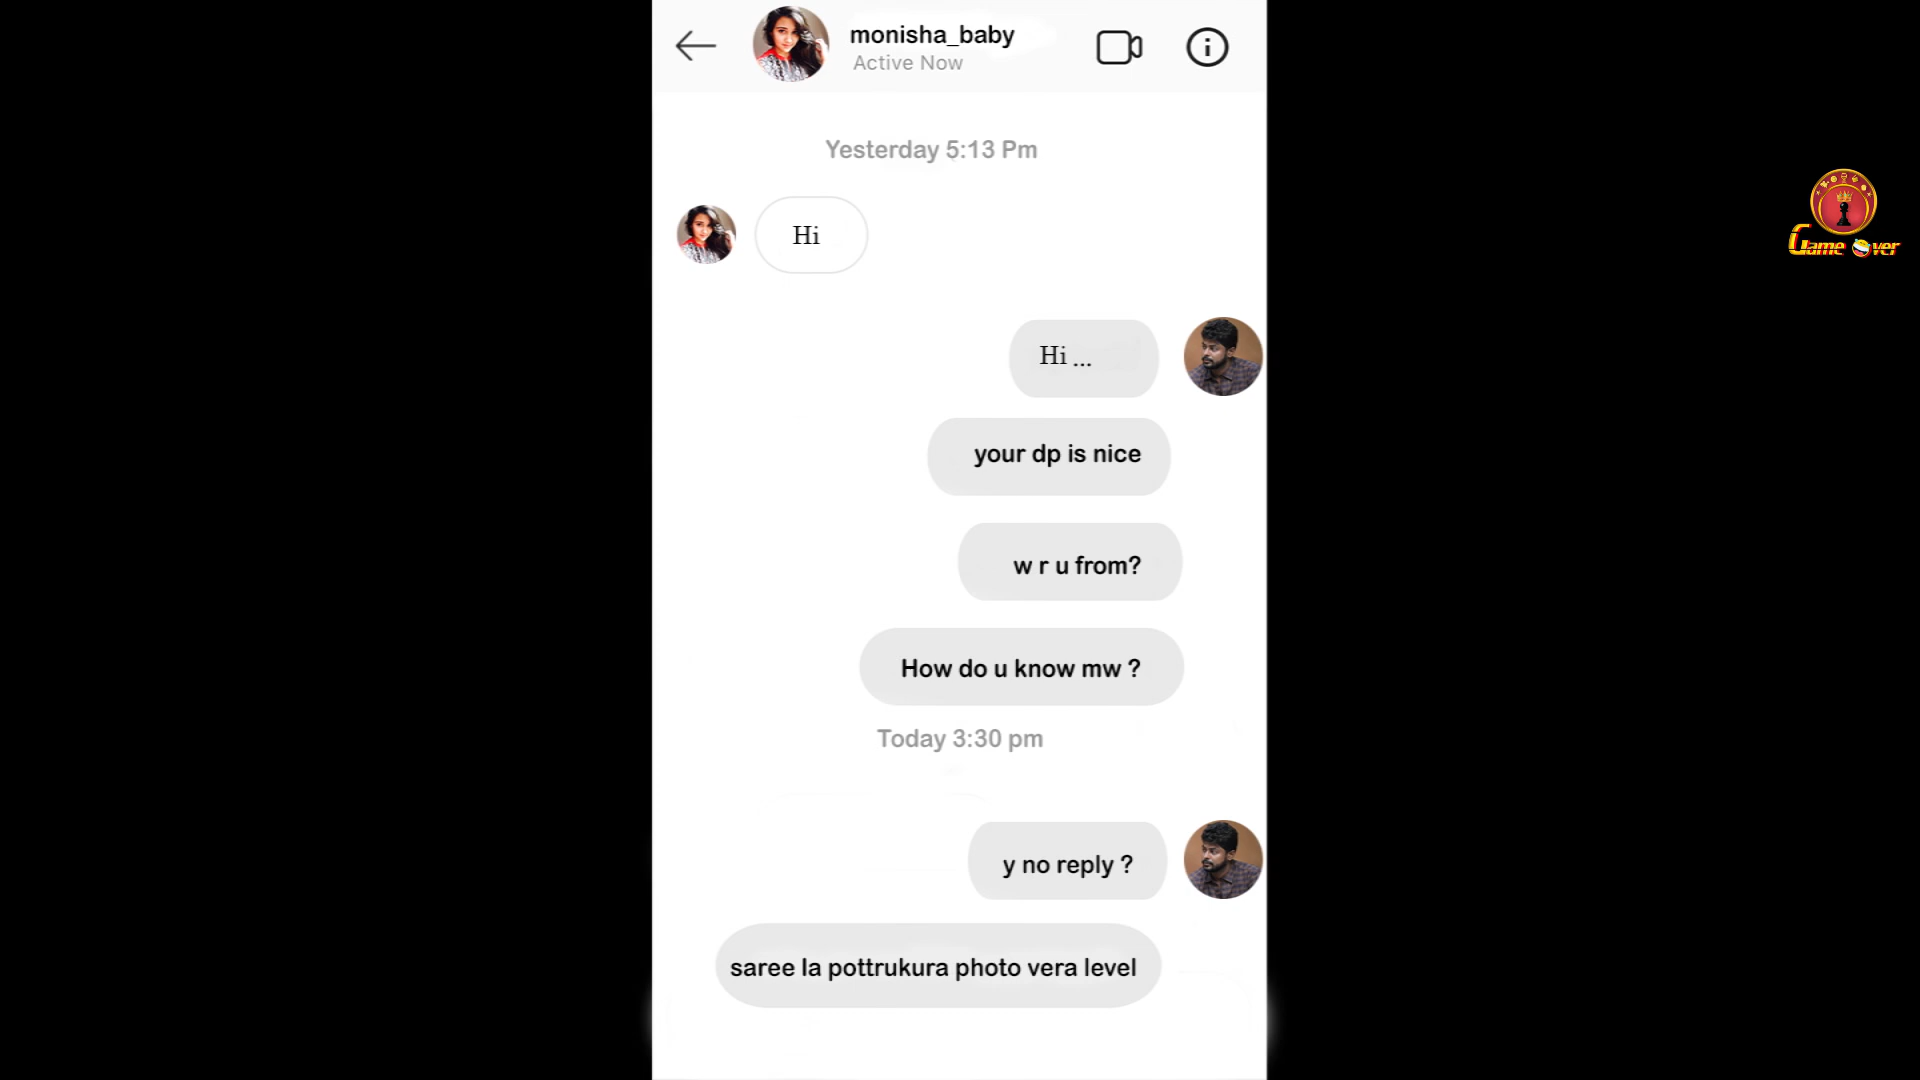 monisha_baby
Active Now
Yesterday 5:13 Pm
Hi
Hi ...
your dp is nice
w r u from?
How do u know mw ?
Today 3:30 pm
y no reply ?
saree la pottrukura photo vera level
Game Over